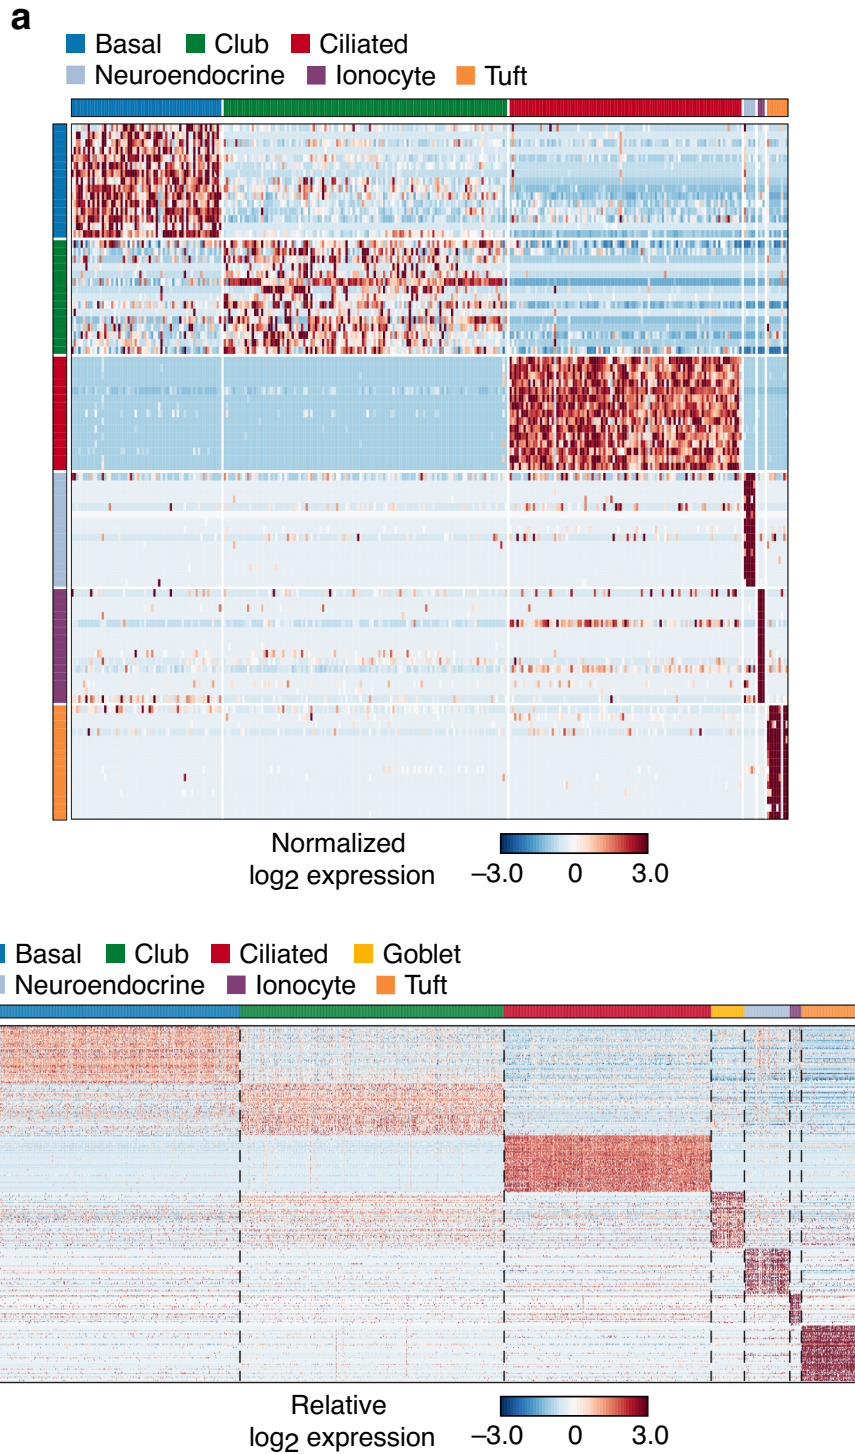 a
Basal Club Ciliated
Neuroendocrine Ionocyte Tuft
Normalized
log2 expression
–3.0 0 3.0
Basal Club Ciliated Goblet
Neuroendocrine Ionocyte Tuft
Relative
log2 expression
–3.0 0 3.0